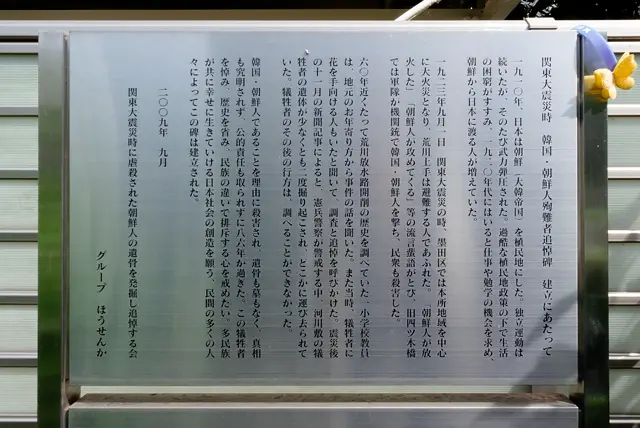 関東大震災時 韓国・朝鮮人殉難者追悼碑 建立にあたって
一九一〇年、日本は朝鮮（大韓帝国）を植民地にした。独立運動は
続いたが、そのたび武力弾圧された。過酷な植民地政策の下で生活
の困窮がすすみ、一九二〇年代にはいると仕事や勉学の機会を求め、
朝鮮から日本に渡る人が増えていた。
一九二三年九月一日 関東大震災の時、墨田区では本所地域を中心
に大火災となり、荒川土手は避難する人であふれた。「朝鮮人が放
火した」「朝鮮人が攻めてくる」等の流言蜚語がとび、旧四ツ木橋
では軍隊が機関銃で韓国・朝鮮人を撃ち、民衆も殺害した。
六〇年近くたって荒川放水路開削の歴史を調べていた一小学校教員
は、地元のお年寄り方から事件の話を聞いた。また当時、犠牲者に
花を手向ける人もいたと聞いて、調査と追悼を呼びかけた。震災後
の十一月の新聞記事によると、憲兵警察が警戒する中、河川敷の犠
牲者の遺体が少なくとも二度掘り起こされ、どこかに運び去られて
いた。犠牲者のその後の行方は、調べることができなかった。
韓国・朝鮮人であることを理由に殺害され、遺骨も墓もなく、真相
も究明されず、公的責任も取られずに八六年が過ぎた。この犠牲者
を悼み、歴史を省み、民族の違いで排斥する心を戒めたい。多民族
が共に幸せに生きていける日本社会の創造を願う、民間の多くの人
々によってこの碑は建立された。
二〇〇九年 九月
関東大震災時に虐殺された朝鮮人の遺骨を発掘し追悼する会
グループ ほうせんか